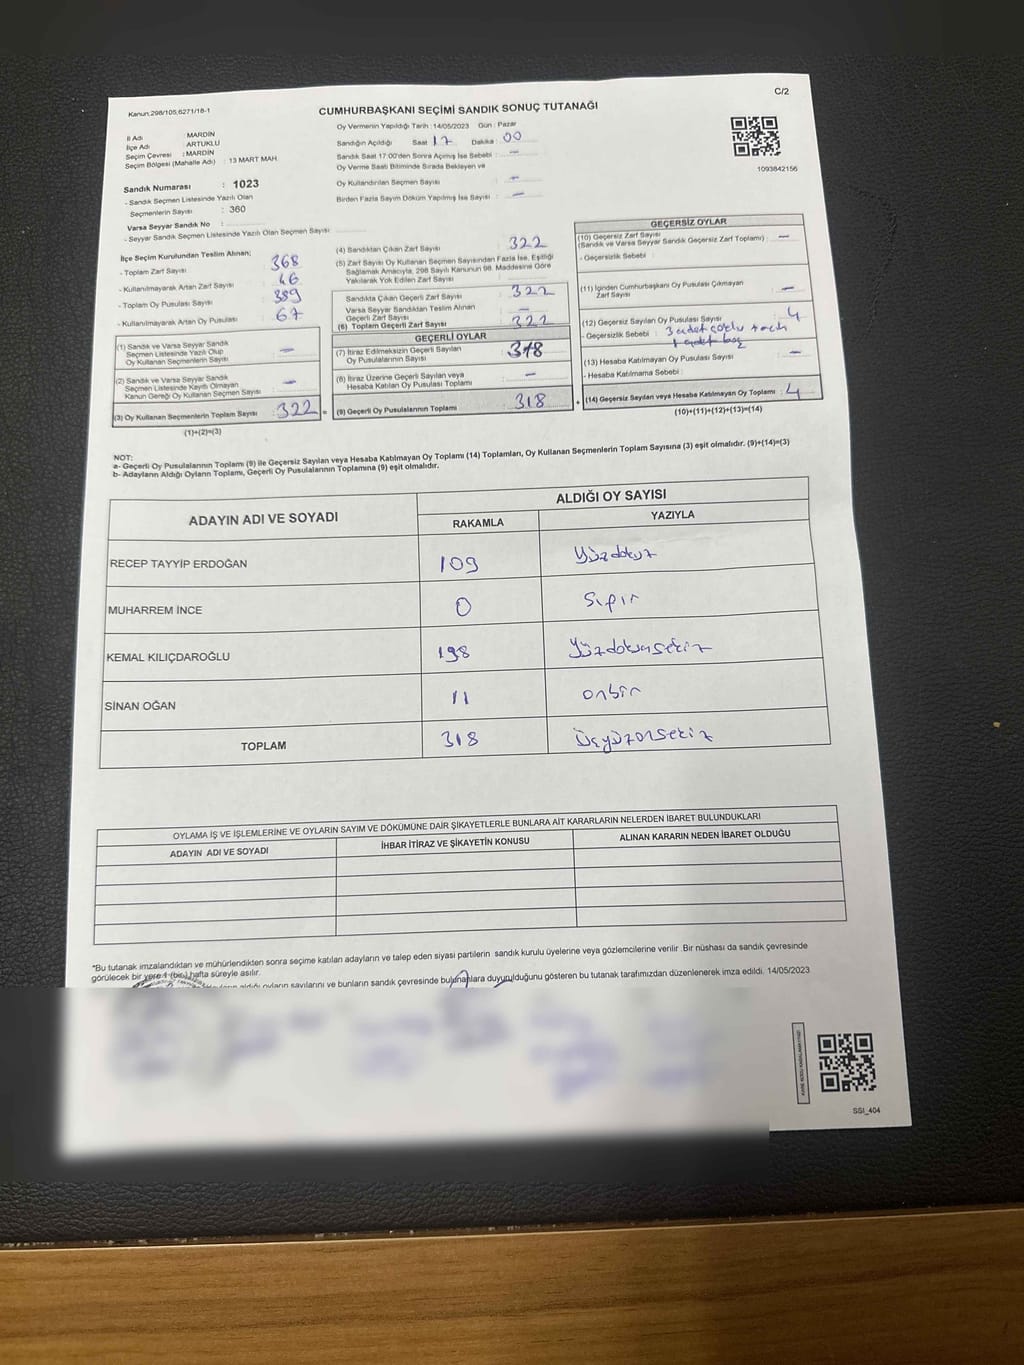 C/2
Kanun.298/105,6271/18-1
CUMHURBAŞKANI SEÇİMİ SANDIK SONUÇ TUTANAĞI
İl Adı : MARDİN
İlçe Adı : ARTUKLU
Seçim Çevresi : MARDİN
Seçim Bölgesi (Mahalle Adı) : 13 MART MAH.
Sandık Numarası : 1023
- Sandık Seçmen Listesinde Yazılı Olan
Seçmenlerin Sayısı : 360
Varsa Seyyar Sandık No :
- Seyyar Sandık Seçmen Listesinde Yazılı Olan Seçmen Sayısı
Oy Vermenin Yapıldığı Tarih : 14/05/2023 Gün : Pazar
Sandığın Açıldığı Saat 17 Dakika : 00
Sandık Saat 17:00'den Sonra Açımış İse Sebebi : –
Oy Verme Saati Bitiminde Sırada Bekleyen ve
Oy Kullandırılan Seçmen Sayısı : –
Birden Fazla Sayım Döküm Yapılmış İse Sayısı : –
1093842156
İlçe Seçim Kurulundan Teslim Alınan;
- Toplam Zarf Sayısı : 368
- Kullanılmayarak Artan Zarf Sayısı : 46
- Toplam Oy Pusulası Sayısı : 389
- Kullanılmayarak Artan Oy Pusulası : 67
(1) Sandık ve Varsa Seyyar Sandık
Seçmen Listesinde Yazılı Olup
Oy Kullanan Seçmenlerin Sayısı : –
(2) Sandık ve Varsa Seyyar Sandık
Seçmen Listesinde Kayıtlı Olmayan
Kanun Gereği Oy Kullanan Seçmen Sayısı : –
(3) Oy Kullanan Seçmenlerin Toplam Sayısı : 322 =
(1)+(2)=(3)
(4) Sandıktan Çıkan Zarf Sayısı : 322
(5) Zarf Sayısı Oy Kullanan Seçmen Sayısından Fazla İse, Eşitliği
Sağlamak Amacıyla, 298 Sayılı Kanunun 98. Maddesine Göre
Yakılarak Yok Edilen Zarf Sayısı :
Sandıkta Çıkan Geçerli Zarf Sayısı : 322
Varsa Seyyar Sandıktan Teslim Alınan
Geçerli Zarf Sayısı : –
(6) Toplam Geçerli Zarf Sayısı : 322
GEÇERLİ OYLAR
(7) İtiraz Edilmeksizin Geçerli Sayılan
Oy Pusulalarının Sayısı : 318
(8) İtiraz Üzerine Geçerli Sayılan veya
Hesaba Katılan Oy Pusulası Toplamı : –
(9) Geçerli Oy Pusulalarının Toplamı : 318 +
GEÇERSİZ OYLAR
(10) Geçersiz Zarf Sayısı
(Sandık ve Varsa Seyyar Sandık Geçersiz Zarf Toplamı) : –
- Geçersizlik Sebebi :
(11) İçinden Cumhurbaşkanı Oy Pusulası Çıkmayan
Zarf Sayısı : –
(12) Geçersiz Sayılan Oy Pusulası Sayısı : 4
- Geçersizlik Sebebi : 3 adet çoklu
1 adet boş
(13) Hesaba Katılmayan Oy Pusulası Sayısı : –
- Hesaba Katılmama Sebebi :
(14) Geçersiz Sayılan veya Hesaba Katılmayan Oy Toplamı : 4
(10)+(11)+(12)+(13)=(14)
NOT:
a- Geçerli Oy Pusulalarının Toplamı (9) ile Geçersiz Sayılan veya Hesaba Katılmayan Oy Toplamı (14) Toplamları, Oy Kullanan Seçmenlerin Toplam Sayısına (3) eşit olmalıdır. (9)+(14)=(3)
b- Adayların Aldığı Oyların Toplamı, Geçerli Oy Pusulalarının Toplamına (9) eşit olmalıdır.
ADAYIN ADI VE SOYADI
ALDIĞI OY SAYISI
RAKAMLA YAZIYLA
RECEP TAYYİP ERDOĞAN 109 Yüzdokuz
MUHARREM İNCE 0 Sıfır
KEMAL KILIÇDAROĞLU 198 Yüzdoksansekiz
SİNAN OĞAN 11 onbir
TOPLAM 318 Üçyüzonsekiz
OYLAMA İŞ VE İŞLEMLERİNE VE OYLARIN SAYIM VE DÖKÜMÜNE DAİR ŞİKAYETLERLE BUNLARA AİT KARARLARIN NELERDEN İBARET BULUNDUKLARI
ADAYIN ADI VE SOYADI İHBAR İTİRAZ VE ŞİKAYETİN KONUSU ALINAN KARARIN NEDEN İBARET OLDUĞU
*Bu tutanak imzalandıktan ve mühürlendikten sonra seçime katılan adayların ve talep eden siyasi partilerin sandık kurulu üyelerine veya gözlemcilerine verilir. Bir nüshası da sandık çevresinde
görülecek bir yere 1 (bir) hafta süreyle asılır.
aldığı oyların sayılarını ve bunların sandık çevresinde bulunanlara duyurulduğunu gösteren bu tutanak tarafımızdan düzenlenerek imza edildi. 14/05/2023
SSI_404